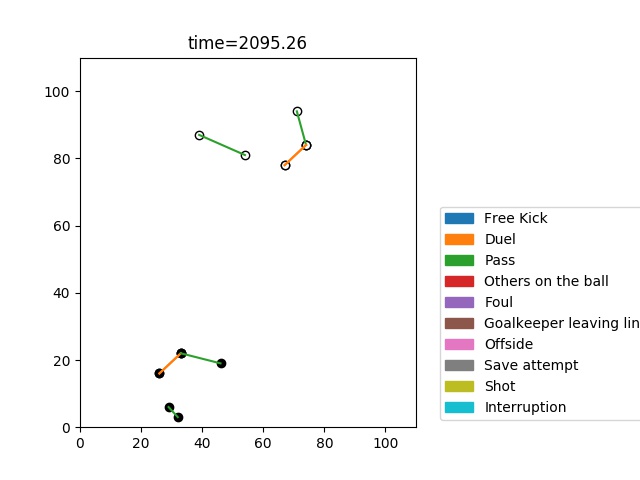 time=2095.26
100
80
60
40
20
0
0 20 40 60 80 100
Free Kick
Duel
Pass
Others on the ball
Foul
Goalkeeper leaving lin
Offside
Save attempt
Shot
Interruption